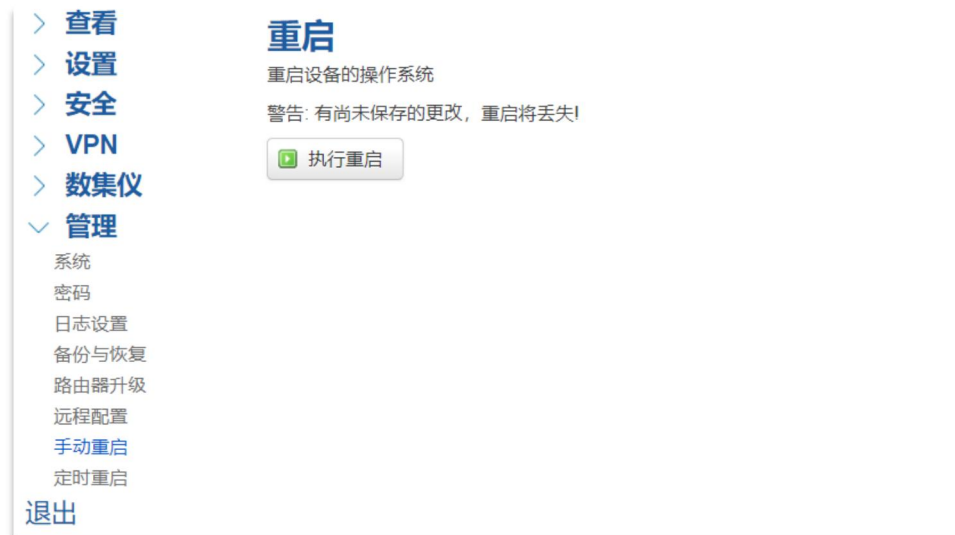 查看
设置
安全
VPN
数集仪
管理
系统
密码
日志设置
备份与恢复
路由器升级
远程配置
手动重启
定时重启
退出
重启
重启设备的操作系统
警告: 有尚未保存的更改，重启将丢失!
执行重启